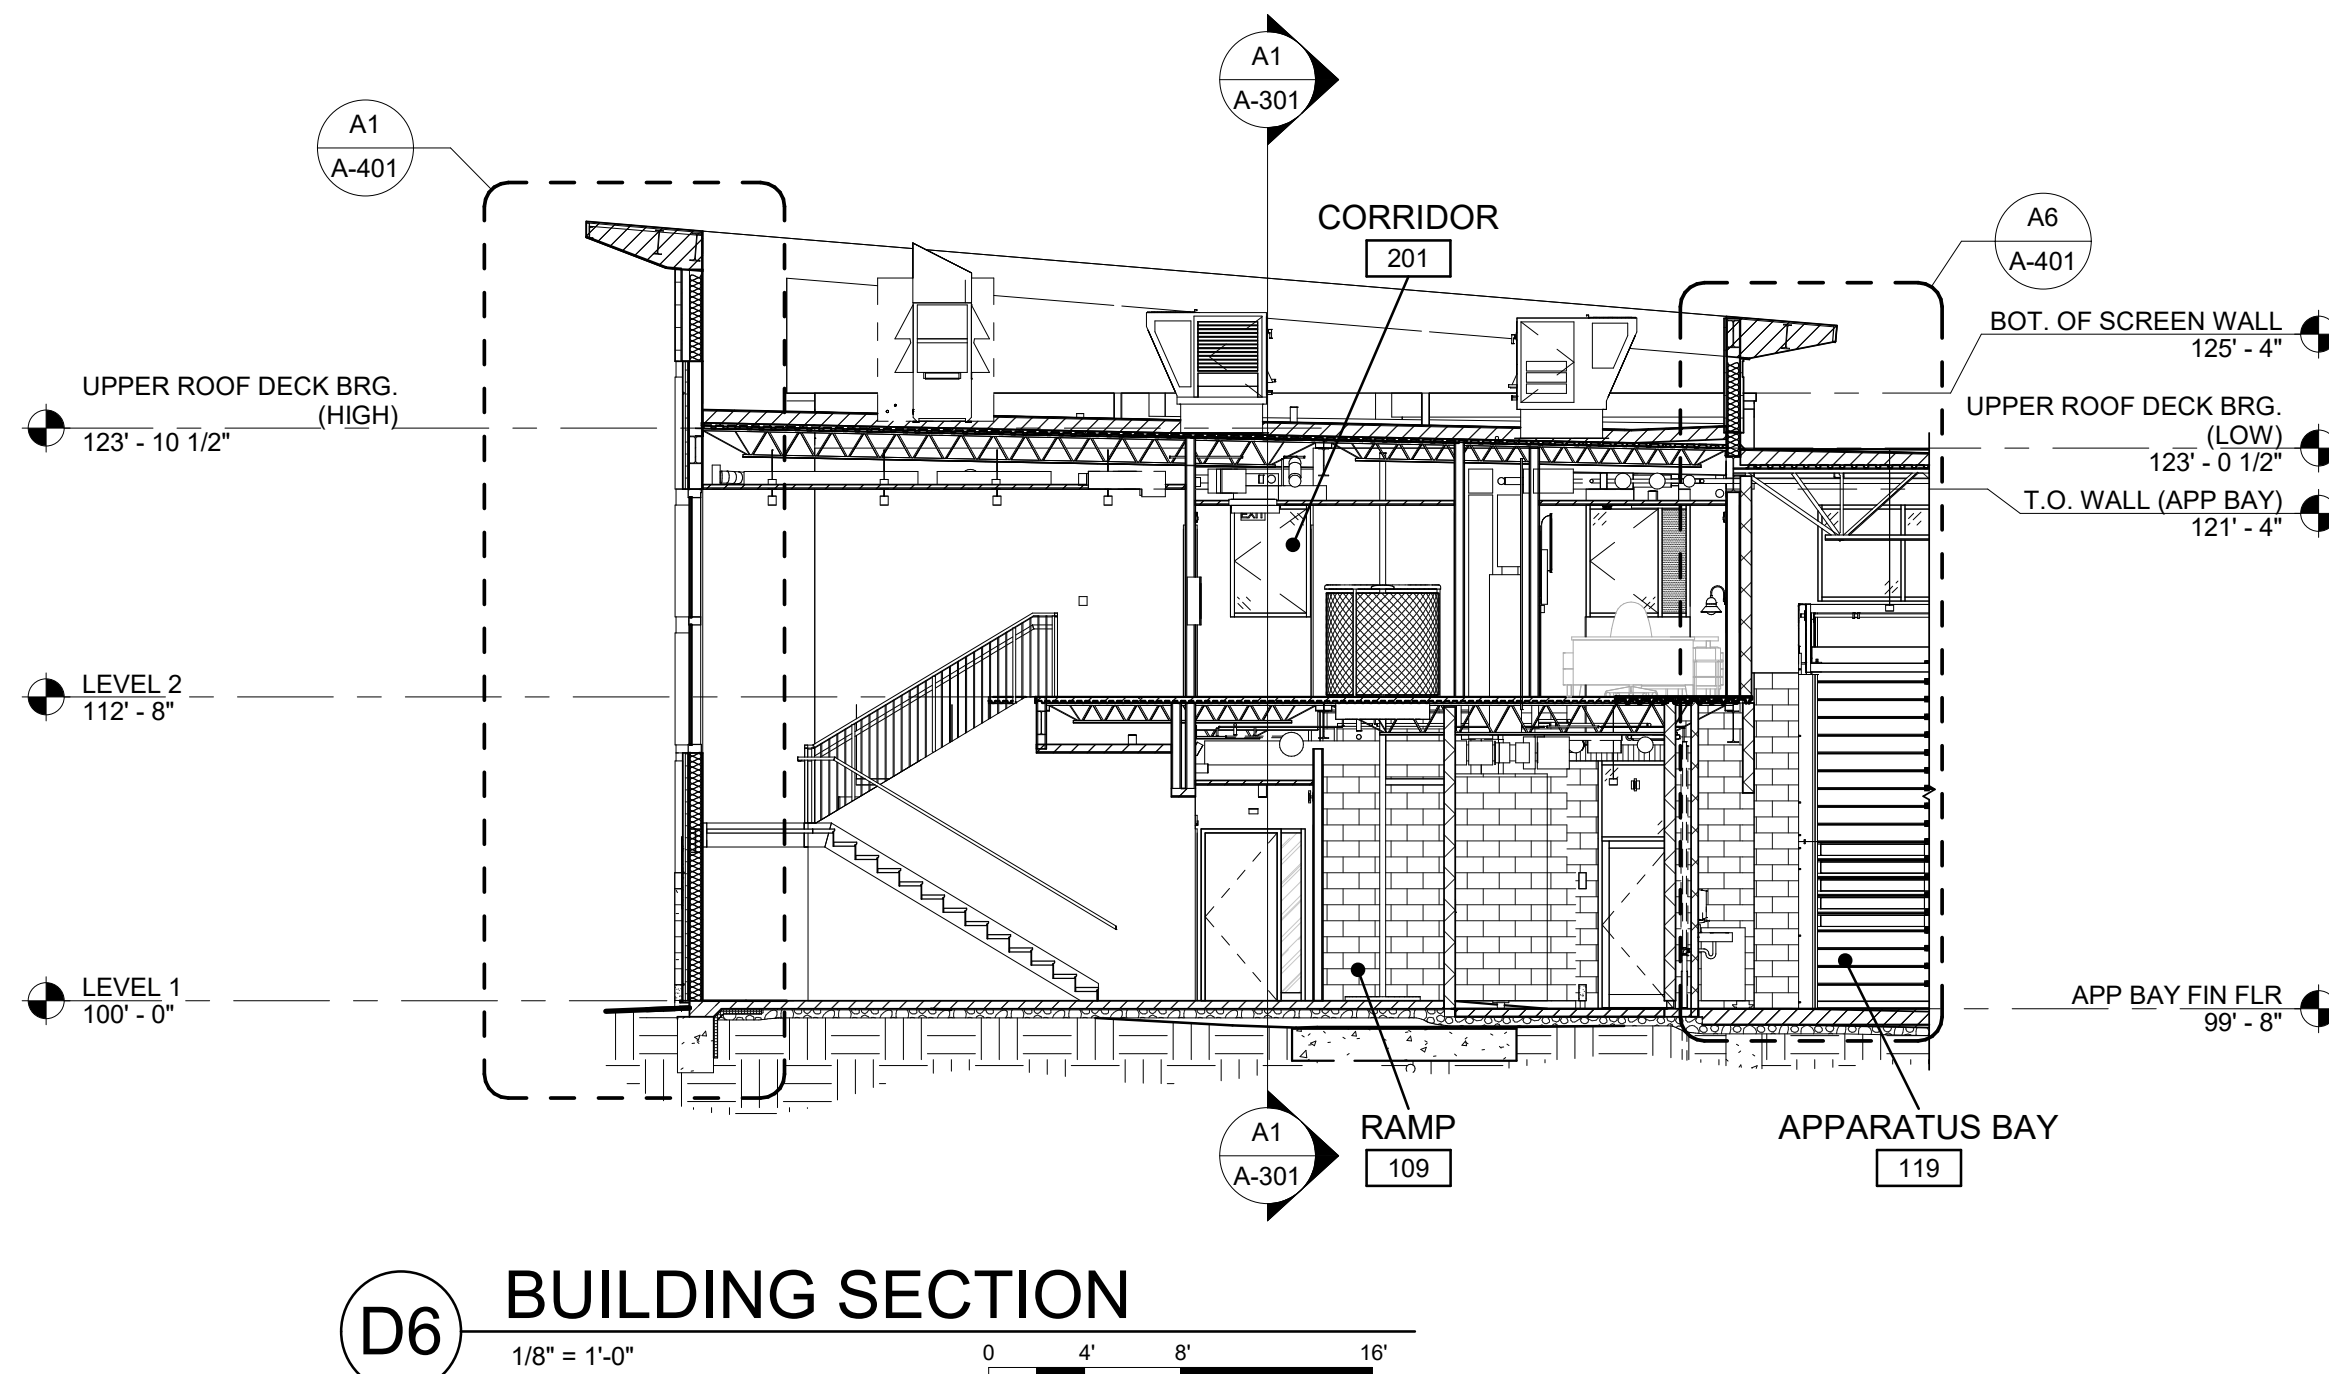 A1
A-301
A1
A-401
CORRIDOR
201
A6
A-401
BOT. OF SCREEN WALL
125' - 4"
UPPER ROOF DECK BRG.
(HIGH)
123' - 10 1/2"
UPPER ROOF DECK BRG.
(LOW)
123' - 0 1/2"
T.O. WALL (APP BAY)
121' - 4"
EXIT
LEVEL 2
112' - 8"
LEVEL 1
100' - 0"
APP BAY FIN FLR
99' - 8"
A1
A-301
RAMP
109
APPARATUS BAY
119
D6
BUILDING SECTION
1/8" = 1'-0"
0 4' 8' 16'